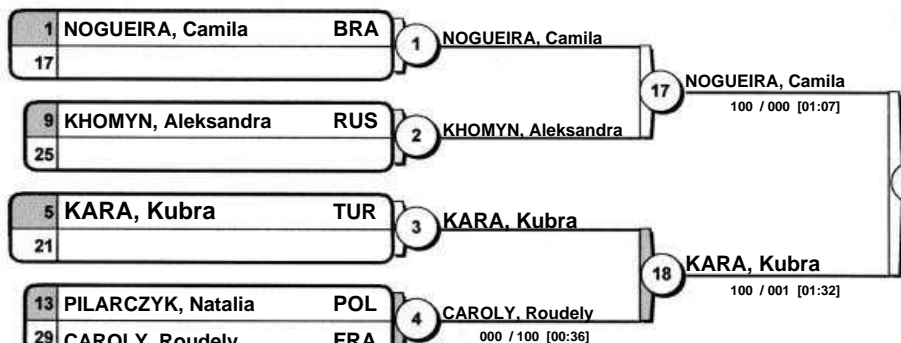 1 NOGUEIRA, Camila BRA
17
1 NOGUEIRA, Camila
17 NOGUEIRA, Camila
100 / 000 [01:07]
9 KHOMYN, Aleksandra RUS
25
2 KHOMYN, Aleksandra
5 KARA, Kubra TUR
21
3 KARA, Kubra
18 KARA, Kubra
100 / 001 [01:32]
13 PILARCZYK, Natalia POL
29 CAROLY, Roudely FRA
4 CAROLY, Roudely
000 / 100 [00:36]